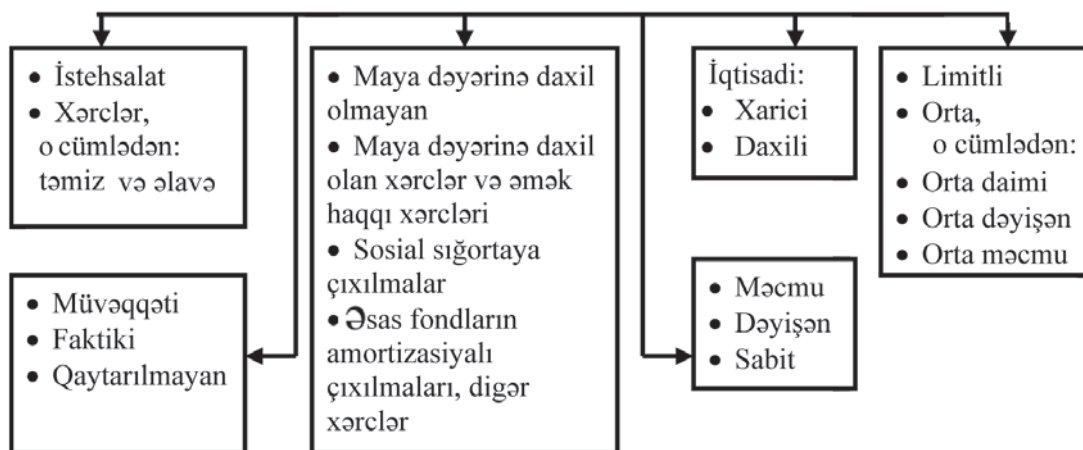 • İstehsalat
• Xərclər,
o cümlədən:
təmiz və əlavə
• Müvəqqəti
• Faktiki
• Qaytarılmayan
• Maya dəyərinə daxil
olmayan
• Maya dəyərinə daxil
olan xərclər və əmək
haqqı xərcləri
• Sosial sığortaya
çıxılmalar
• Əsas fondların
amortizasiyalı
çıxılmaları, digər
xərclər
İqtisadi:
• Xarici
• Daxili
• Məcmu
• Dəyişən
• Sabit
• Limitli
• Orta,
o cümlədən:
• Orta daimi
• Orta dəyişən
• Orta məcmu